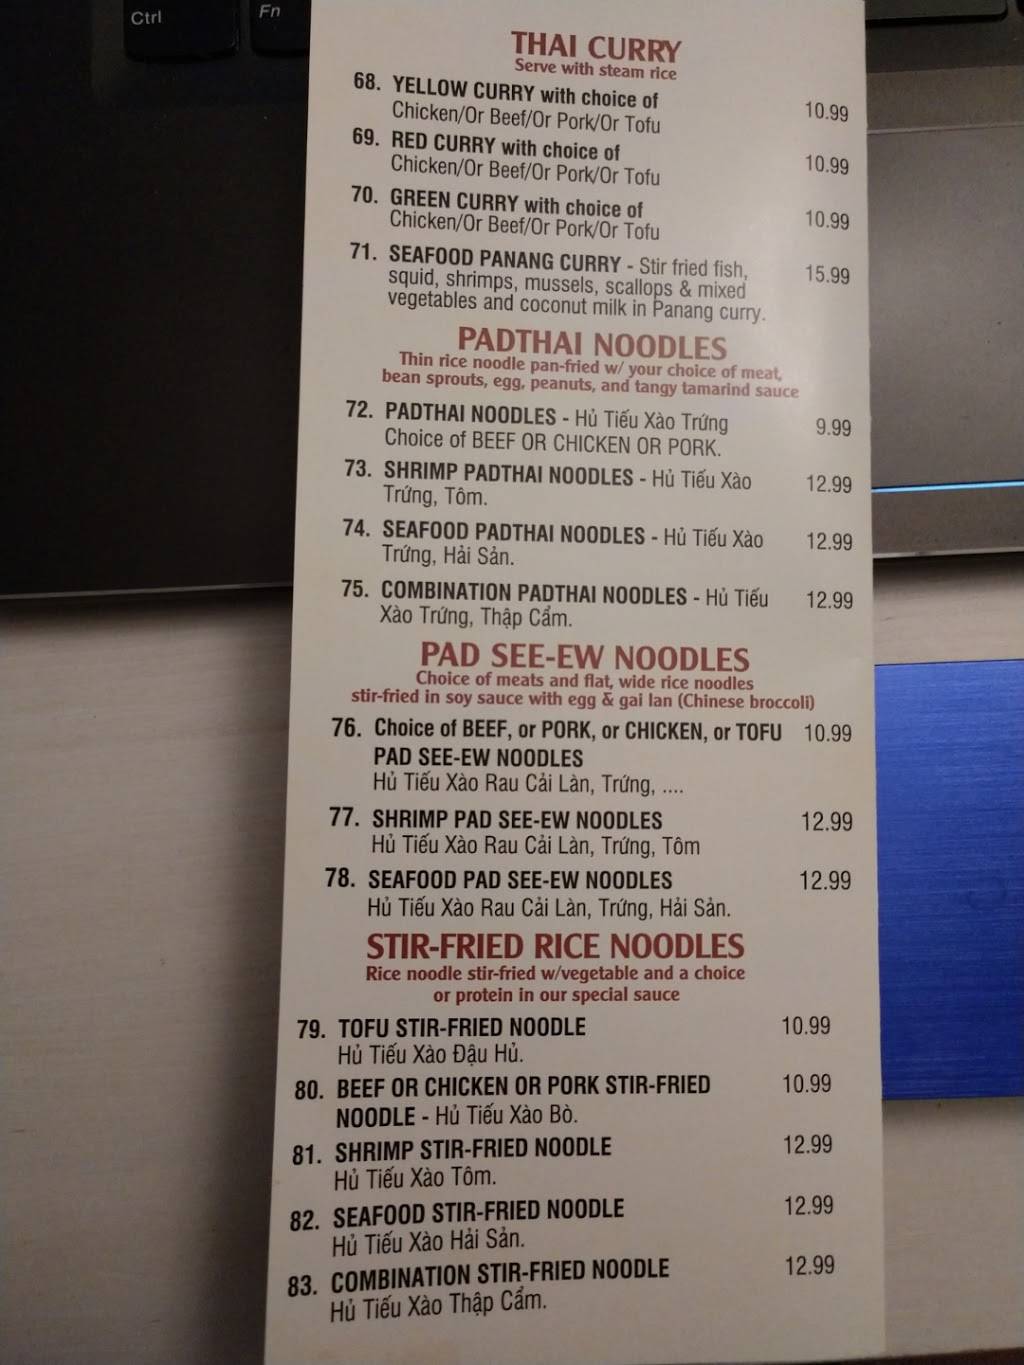 Ctrl
Fn
THAI CURRY
Serve with steam rice
68. YELLOW CURRY with choice of
Chicken/Or Beef/Or Pork/Or Tofu 10.99
69. RED CURRY with choice of
Chicken/Or Beef/Or Pork/Or Tofu 10.99
70. GREEN CURRY with choice of
Chicken/Or Beef/Or Pork/Or Tofu 10.99
71. SEAFOOD PANANG CURRY - Stir fried fish, 15.99
squid, shrimps, mussels, scallops & mixed
vegetables and coconut milk in Panang curry.
PADTHAI NOODLES
Thin rice noodle pan-fried w/ your choice of meat,
bean sprouts, egg, peanuts, and tangy tamarind sauce
72. PADTHAI NOODLES - Hủ Tiếu Xào Trứng 9.99
Choice of BEEF OR CHICKEN OR PORK.
73. SHRIMP PADTHAI NOODLES - Hủ Tiếu Xào 12.99
Trứng, Tôm.
74. SEAFOOD PADTHAI NOODLES - Hủ Tiếu Xào 12.99
Trứng, Hải Sản.
75. COMBINATION PADTHAI NOODLES - Hủ Tiếu 12.99
Xào Trứng, Thập Cẩm.
PAD SEE-EW NOODLES
Choice of meats and flat, wide rice noodles
stir-fried in soy sauce with egg & gai lan (Chinese broccoli)
76. Choice of BEEF, or PORK, or CHICKEN, or TOFU 10.99
PAD SEE-EW NOODLES
Hủ Tiếu Xào Rau Cải Làn, Trứng, ....
77. SHRIMP PAD SEE-EW NOODLES 12.99
Hủ Tiếu Xào Rau Cải Làn, Trứng, Tôm
78. SEAFOOD PAD SEE-EW NOODLES 12.99
Hủ Tiếu Xào Rau Cải Làn, Trứng, Hải Sản.
STIR-FRIED RICE NOODLES
Rice noodle stir-fried w/vegetable and a choice
or protein in our special sauce
79. TOFU STIR-FRIED NOODLE 10.99
Hủ Tiếu Xào Đậu Hủ.
80. BEEF OR CHICKEN OR PORK STIR-FRIED 10.99
NOODLE - Hủ Tiếu Xào Bò.
81. SHRIMP STIR-FRIED NOODLE 12.99
Hủ Tiếu Xào Tôm.
82. SEAFOOD STIR-FRIED NOODLE 12.99
Hủ Tiếu Xào Hải Sản.
83. COMBINATION STIR-FRIED NOODLE 12.99
Hủ Tiếu Xào Thập Cẩm.